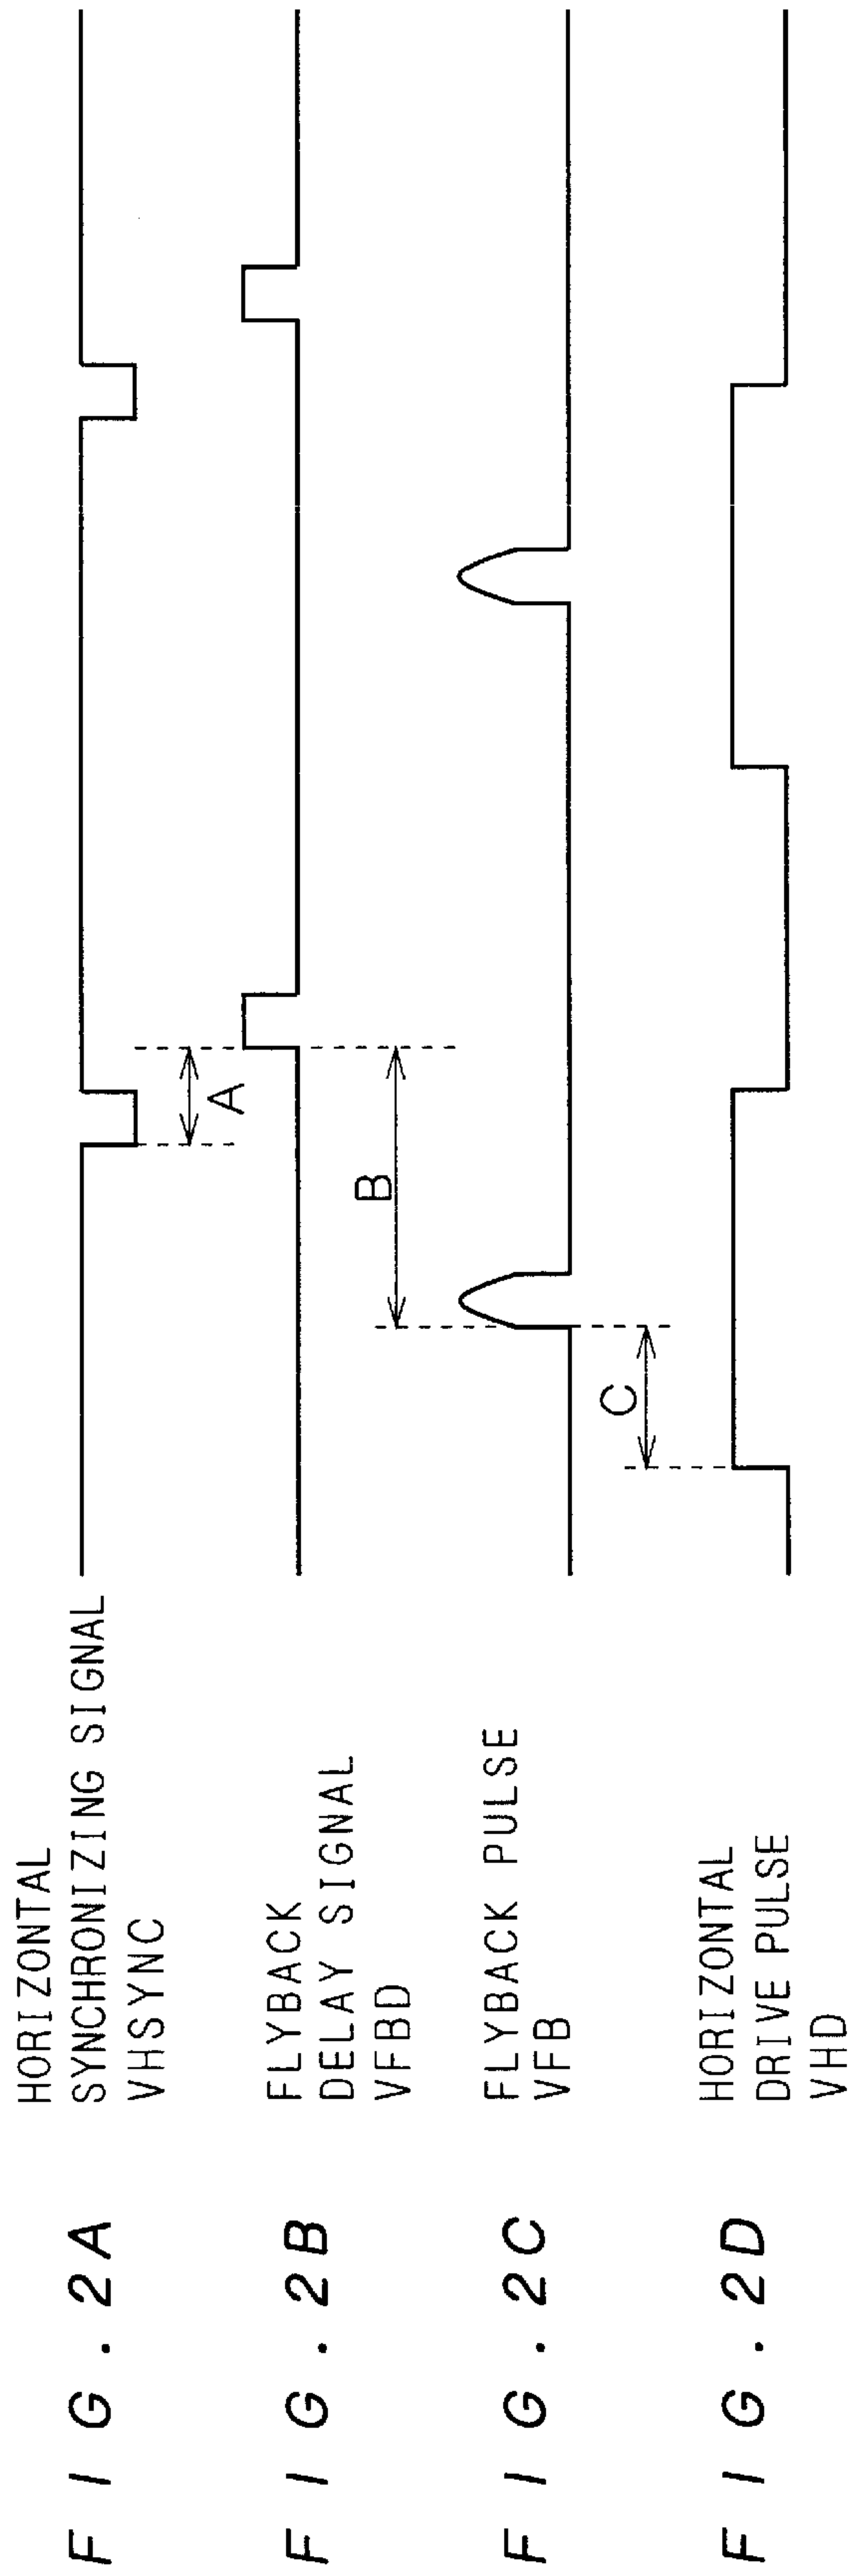 FIG. 2A
HORIZONTAL
SYNCHRONIZING SIGNAL
VHSYNC
A
FIG. 2B
FLYBACK
DELAY SIGNAL
VFBD
B
FIG. 2C
FLYBACK PULSE
VFB
C
FIG. 2D
HORIZONTAL
DRIVE PULSE
VHD